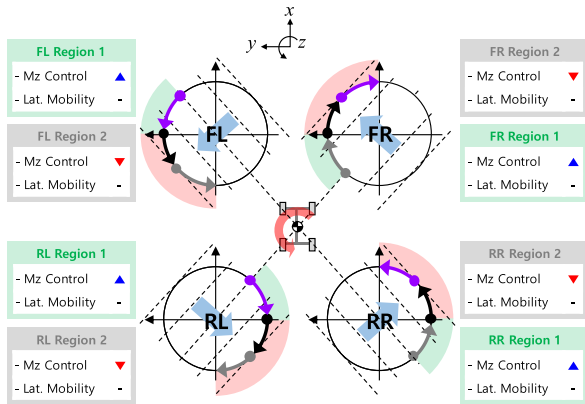 x
y
z
FL Region 1
- Mz Control ▲
- Lat. Mobility -
FL Region 2
- Mz Control ▼
- Lat. Mobility -
FL
FR
FR Region 2
- Mz Control ▼
- Lat. Mobility -
FR Region 1
- Mz Control ▲
- Lat. Mobility -
RL Region 1
- Mz Control ▲
- Lat. Mobility -
RL Region 2
- Mz Control ▼
- Lat. Mobility -
RL
RR
RR Region 2
- Mz Control ▼
- Lat. Mobility -
RR Region 1
- Mz Control ▲
- Lat. Mobility -